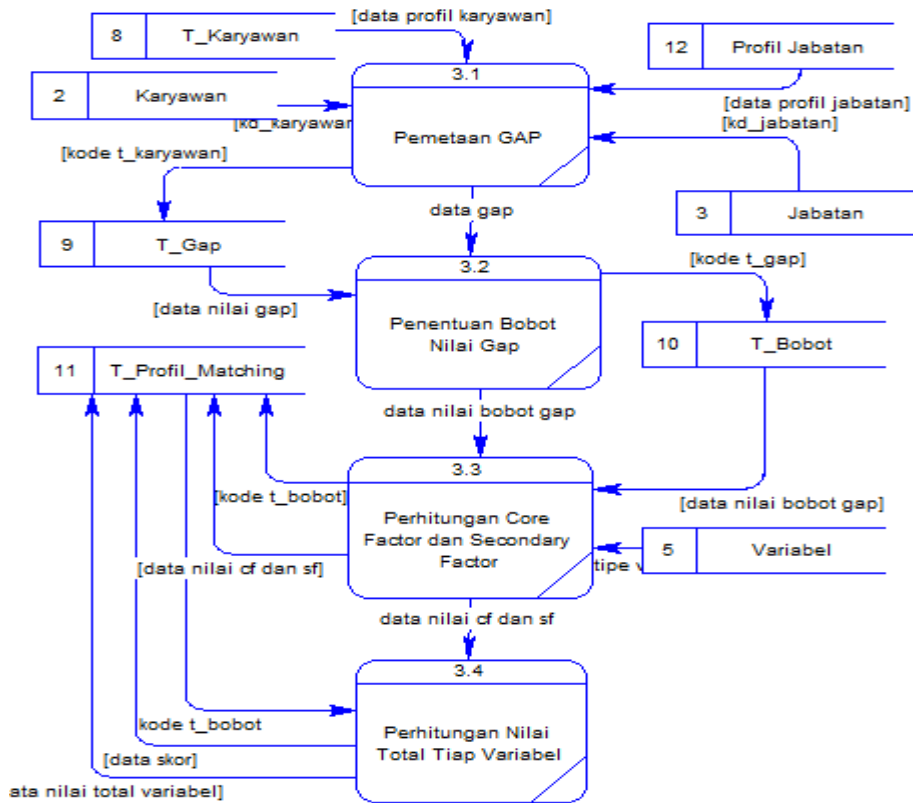 [data profil karyawan]
8 T_Karyawan
12 Profil Jabatan
3.1
2 Karyawan
[kd_karyawan
[data profil jabatan]
[kd_jabatan]
Pemetaan GAP
[kode t_karyawan]
data gap
3 Jabatan
9 T_Gap
3.2
[kode t_gap]
[data nilai gap]
Penentuan Bobot
Nilai Gap
10 T_Bobot
11 T_Profil_Matching
data nilai bobot gap
3.3
[kode t_bobot]
[data nilai bobot gap]
Perhitungan Core
Factor dan Secondary
Factor
5 Variabel
[data nilai cf dan sf]
tipe v
data nilai cf dan sf
3.4
kode t_bobot
Perhitungan Nilai
Total Tiap Variabel
[data skor]
ata nilai total variabel]